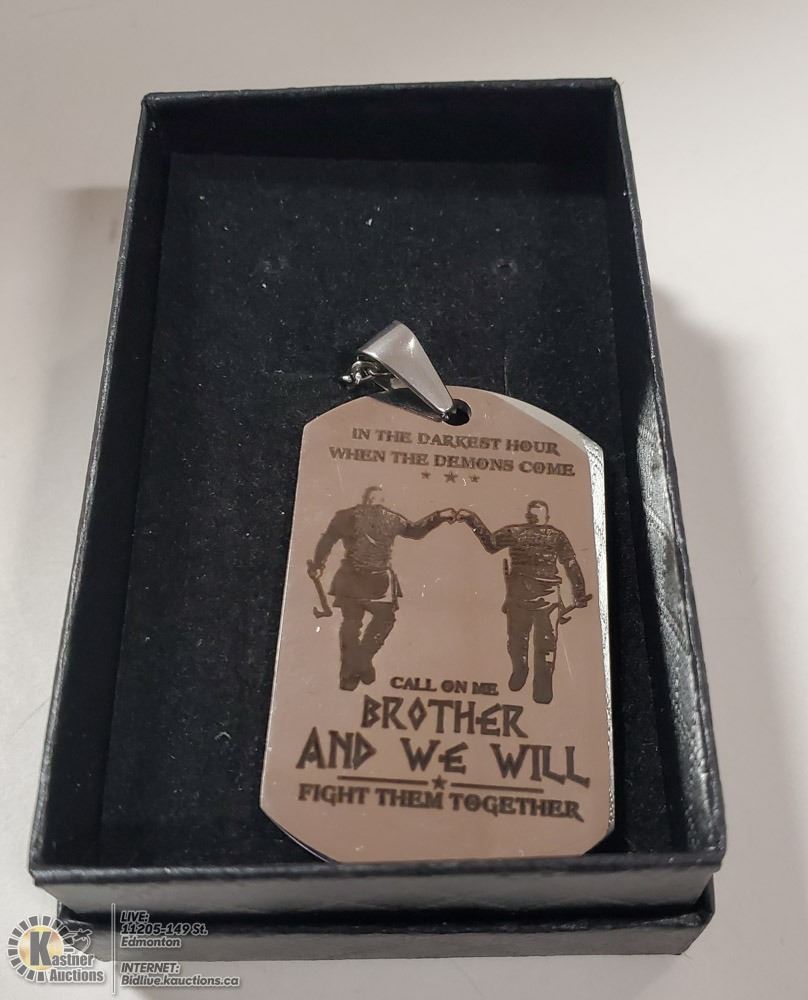 IN THE DARKEST HOUR
WHEN THE DEMONS COME
CALL ON ME
BROTHER
AND WE WILL
FIGHT THEM TOGETHER
Kastner
Auctions
LIVE:
11205-149 St.
Edmonton
INTERNET:
Bidlive.kauctions.ca